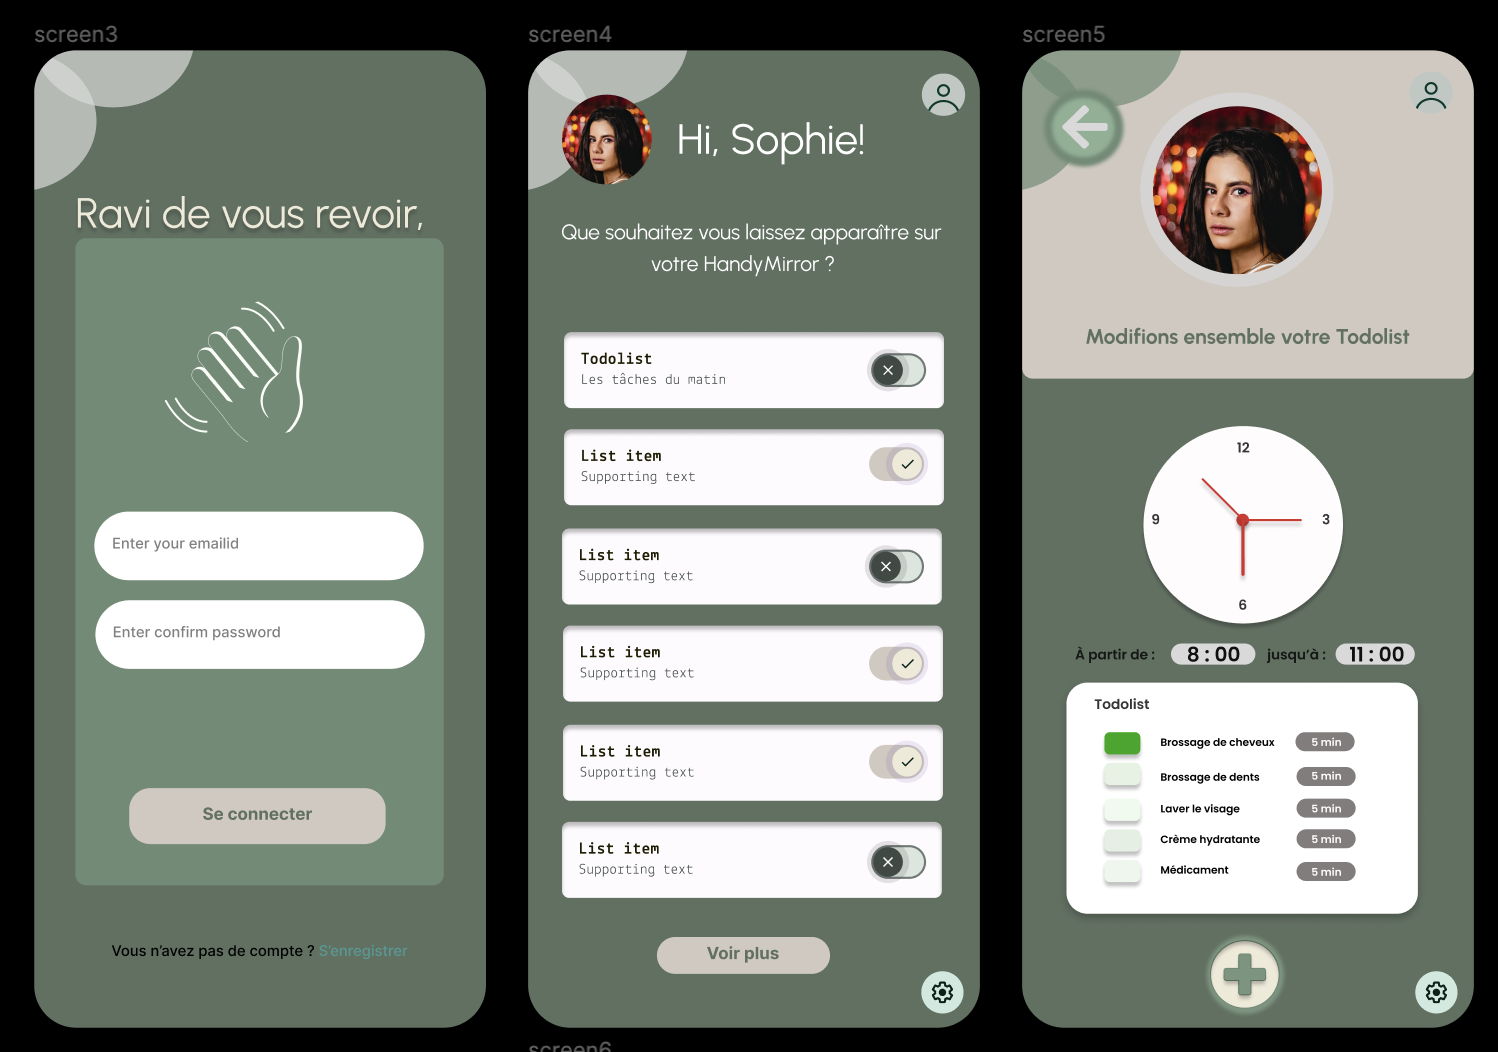 screen3
Ravi de vous revoir,
Enter your emailid
Enter confirm password
Se connecter
Vous n'avez pas de compte ? S'enregistrer
screen4
Hi, Sophie!
Que souhaitez vous laissez apparaître sur
votre HandyMirror ?
Todolist
Les tâches du matin
List item
Supporting text
List item
Supporting text
List item
Supporting text
List item
Supporting text
List item
Supporting text
Voir plus
screen6
screen5
Modifions ensemble votre Todolist
12
9
3
6
À partir de : 8 : 00 jusqu'à : 11 : 00
Todolist
Brossage de cheveux 5 min
Brossage de dents 5 min
Laver le visage 5 min
Crème hydratante 5 min
Médicament 5 min